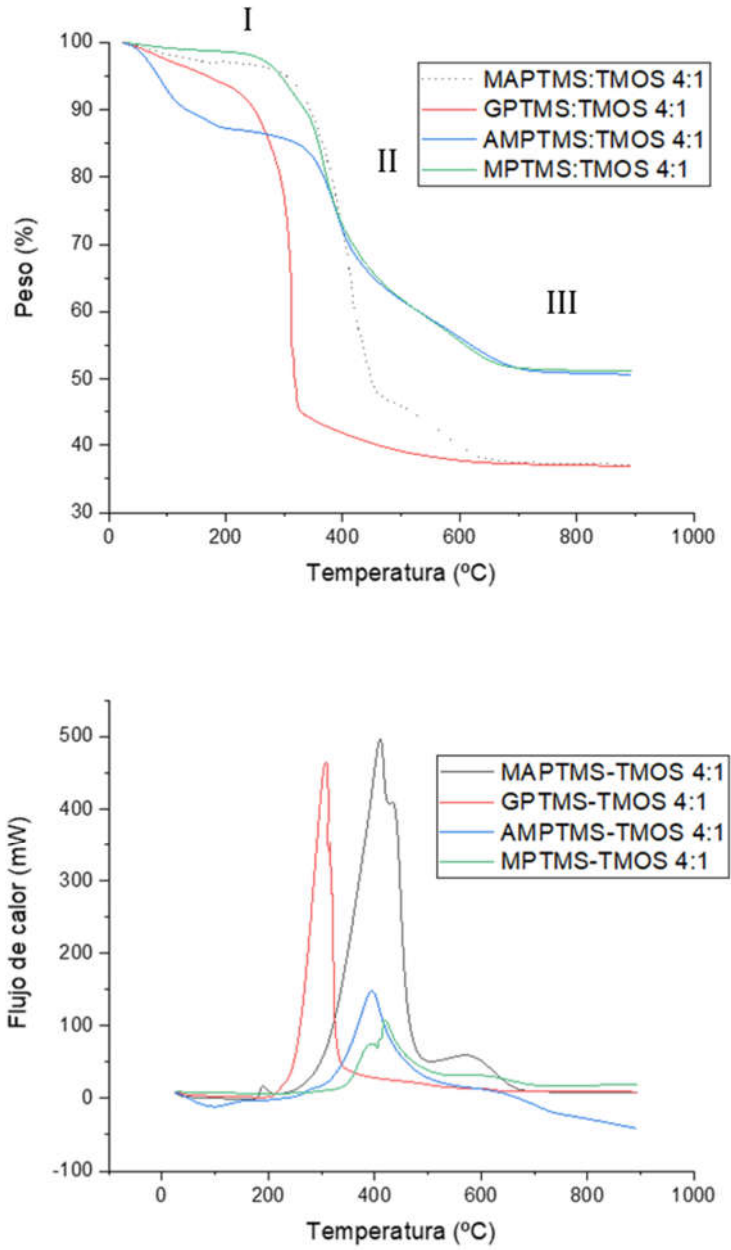 I
II
III
100
90
80
70
60
50
40
30
Peso (%)
MAPTMS:TMOS 4:1
GPTMS:TMOS 4:1
AMPTMS:TMOS 4:1
MPTMS:TMOS 4:1
0 200 400 600 800 1000
Temperatura (ºC)
500
400
300
200
100
0
-100
Flujo de calor (mW)
MAPTMS-TMOS 4:1
GPTMS-TMOS 4:1
AMPTMS-TMOS 4:1
MPTMS-TMOS 4:1
0 200 400 600 800 1000
Temperatura (ºC)